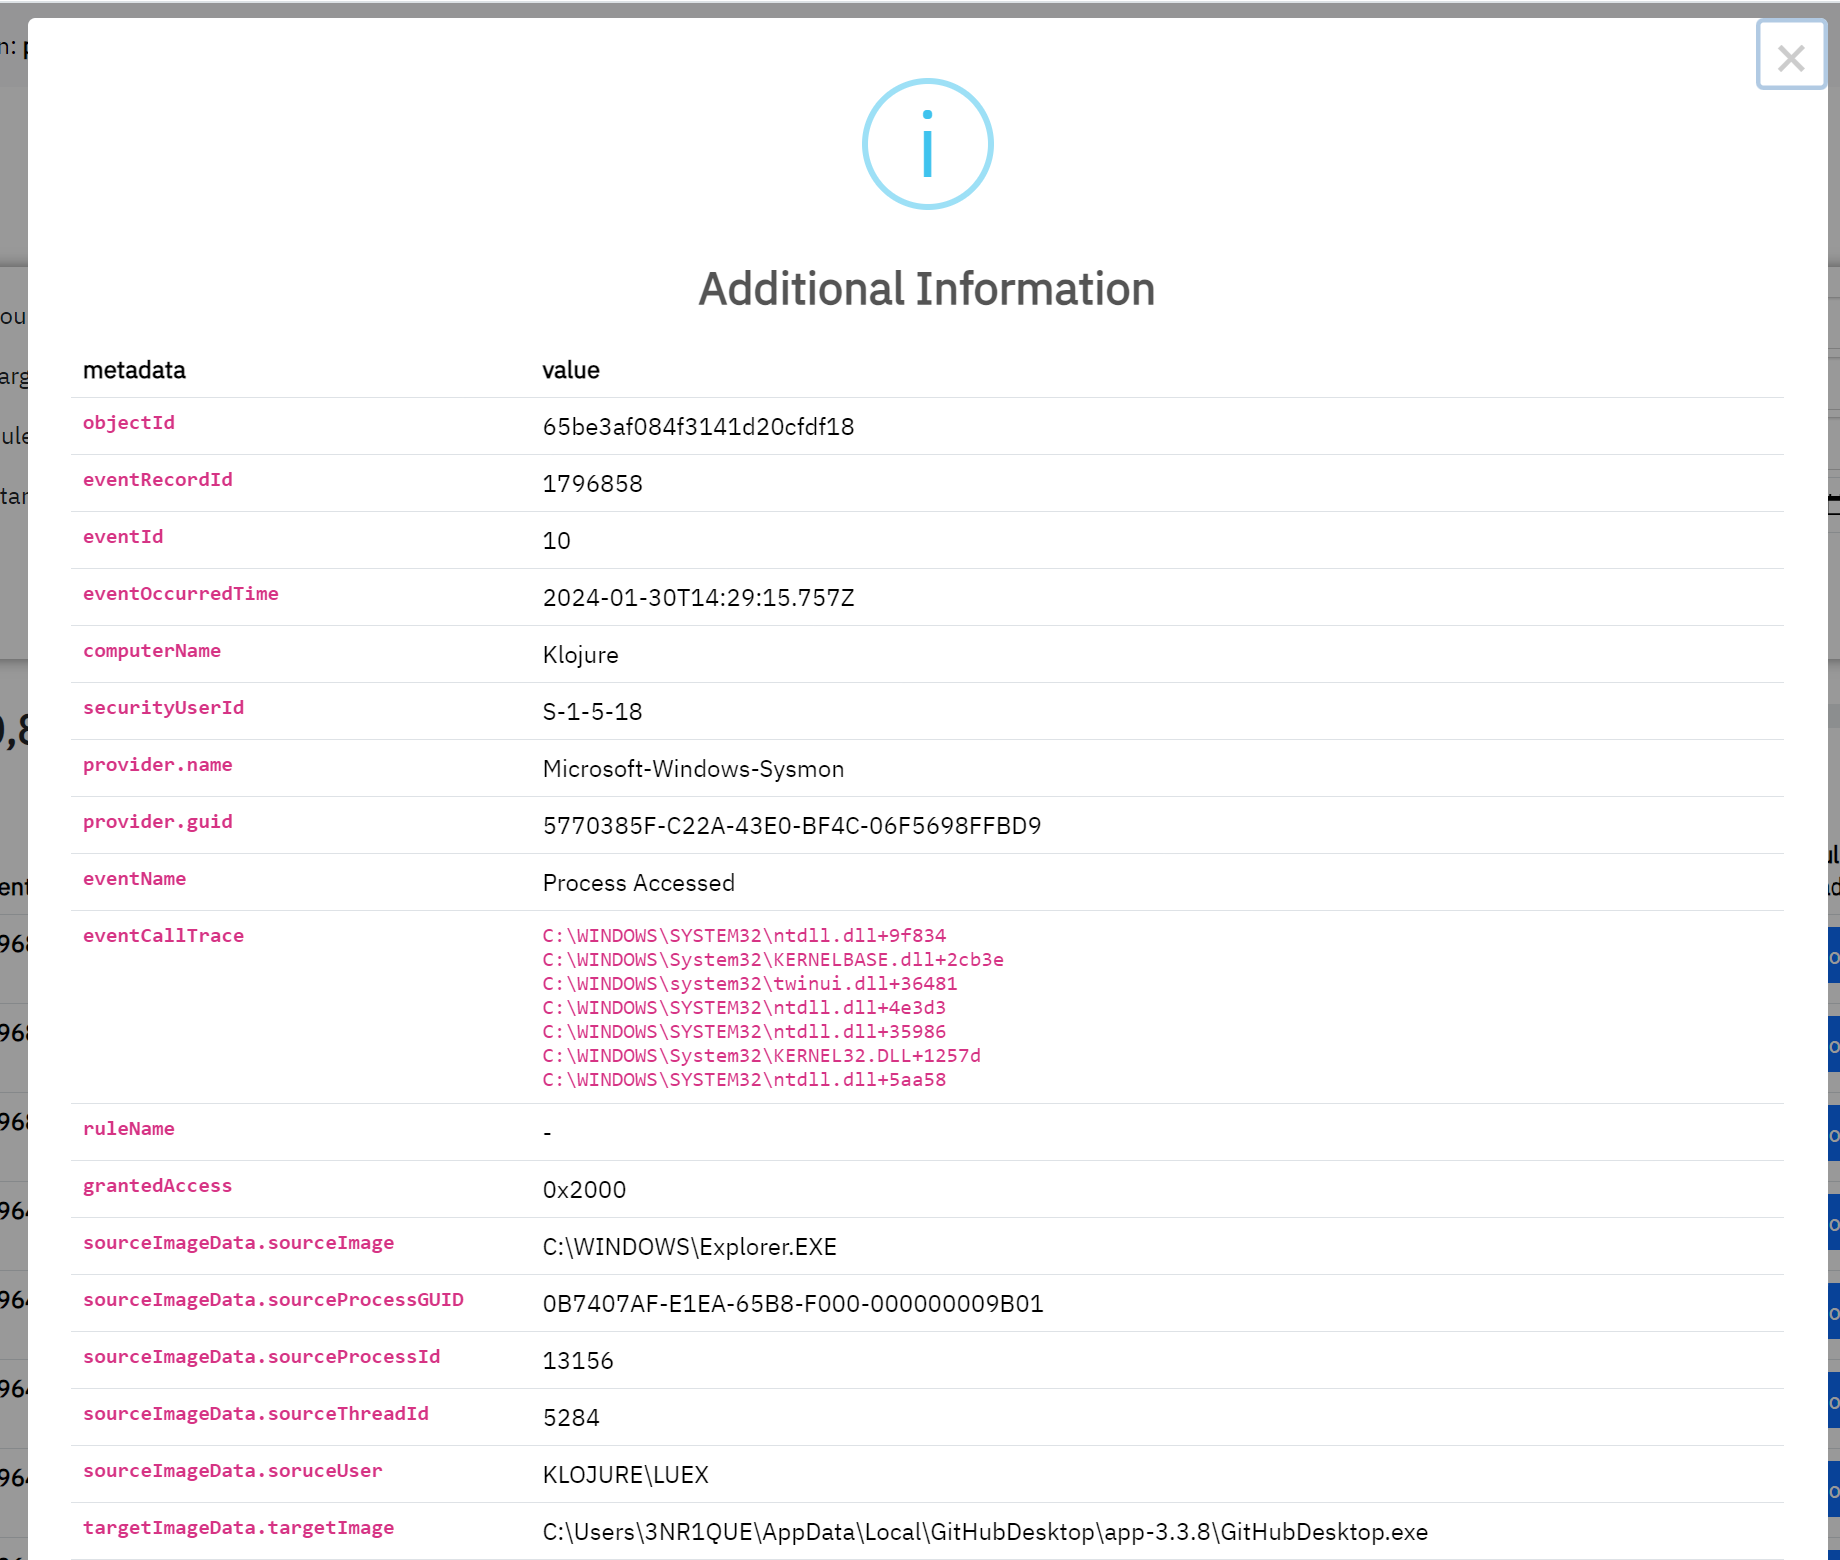 Additional Information
metadata value
objectId 65be3af084f3141d20cfdf18
eventRecordId 1796858
eventId 10
eventOccurredTime 2024-01-30T14:29:15.757Z
computerName Klojure
securityUserId S-1-5-18
provider.name Microsoft-Windows-Sysmon
provider.guid 5770385F-C22A-43E0-BF4C-06F5698FFBD9
eventName Process Accessed
eventCallTrace C:\WINDOWS\SYSTEM32\ntdll.dll+9f834
C:\WINDOWS\System32\KERNELBASE.dll+2cb3e
C:\WINDOWS\system32\twinui.dll+36481
C:\WINDOWS\SYSTEM32\ntdll.dll+4e3d3
C:\WINDOWS\SYSTEM32\ntdll.dll+35986
C:\WINDOWS\System32\KERNEL32.DLL+1257d
C:\WINDOWS\SYSTEM32\ntdll.dll+5aa58
ruleName -
grantedAccess 0x2000
sourceImageData.sourceImage C:\WINDOWS\Explorer.EXE
sourceImageData.sourceProcessGUID 0B7407AF-E1EA-65B8-F000-000000009B01
sourceImageData.sourceProcessId 13156
sourceImageData.sourceThreadId 5284
sourceImageData.soruceUser KLOJURE\LUEX
targetImageData.targetImage C:\Users\3NR1QUE\AppData\Local\GitHubDesktop\app-3.3.8\GitHubDesktop.exe